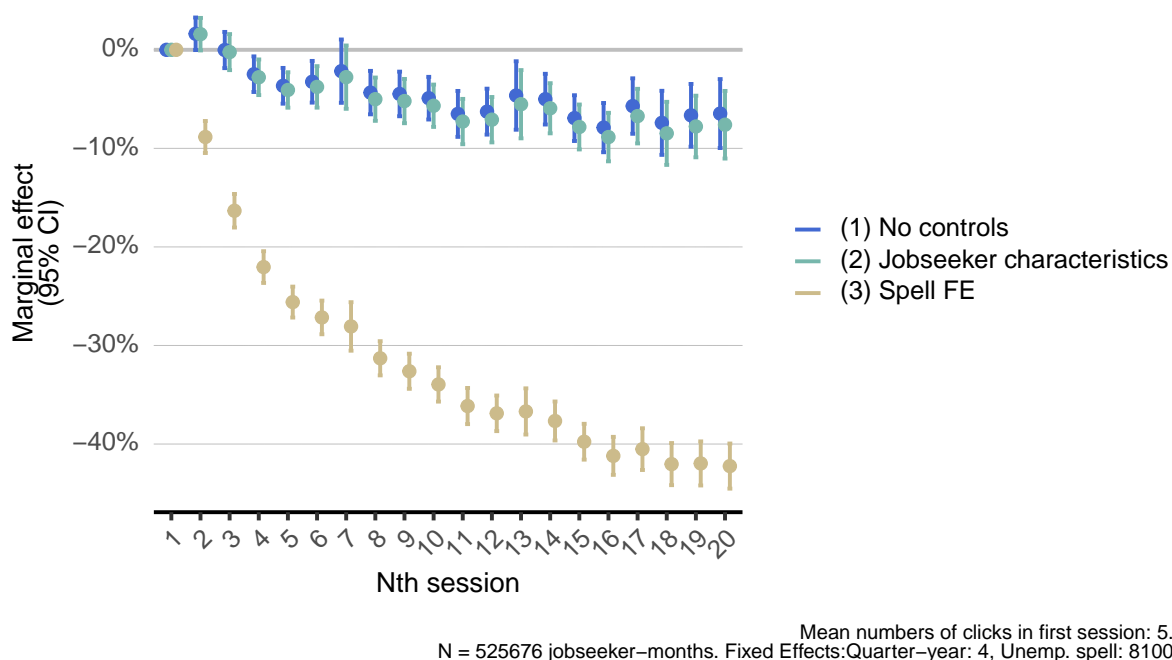 0%
−10%
−20%
−30%
−40%
Marginal effect
(95% CI)
1 2 3 4 5 6 7 8 9 10 11 12 13 14 15 16 17 18 19 20
Nth session
(1) No controls
(2) Jobseeker characteristics
(3) Spell FE
Mean numbers of clicks in first session: 5.
N = 525676 jobseeker−months. Fixed Effects:Quarter−year: 4, Unemp. spell: 8100